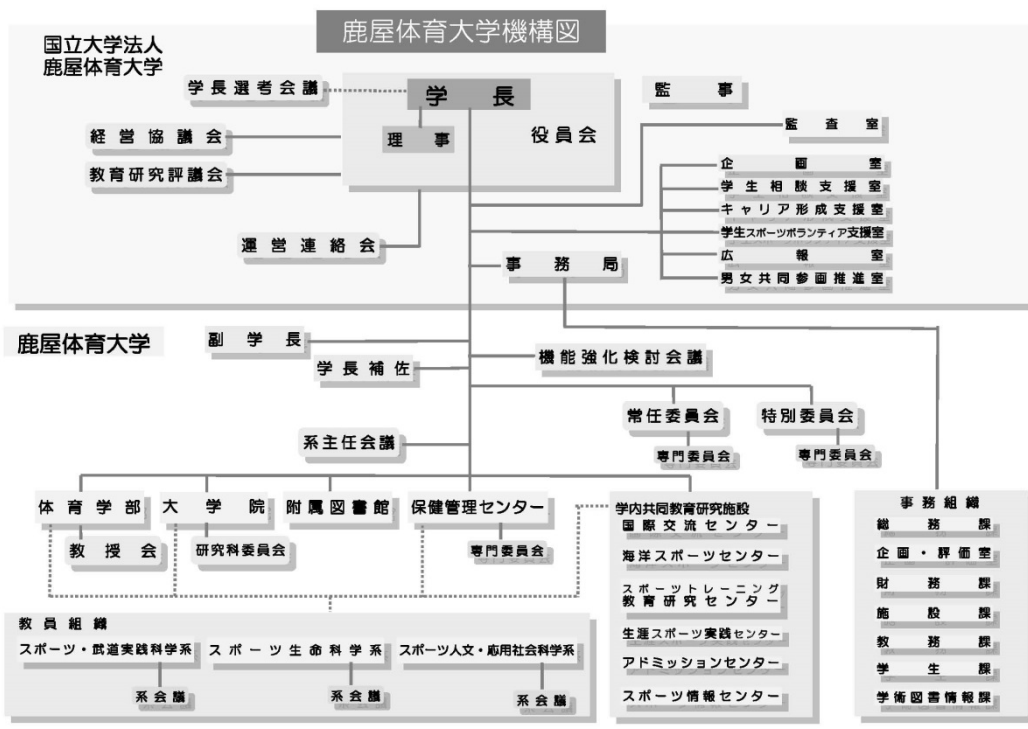 鹿屋体育大学機構図
国立大学法人
鹿屋体育大学
学長選考会議
学長
監事
経営協議会
理事
役員会
監査室
教育研究評議会
企画室
学生相談支援室
キャリア形成支援室
学生スポーツボランティア支援室
運営連絡会
広報室
事務局
男女共同参画推進室
鹿屋体育大学
副学長
学長補佐
機能強化検討会議
常任委員会
特別委員会
系主任会議
専門委員会
専門委員会
体育学部
大学院
附属図書館
保健管理センター
教授会
研究科委員会
専門委員会
学内共同教育研究施設
国際交流センター
海洋スポーツセンター
スポーツトレーニング
教育研究センター
生涯スポーツ実践センター
アドミッションセンター
スポーツ情報センター
事務組織
総務課
企画・評価室
財務課
施設課
教務課
学生課
学術図書情報課
教員組織
スポーツ・武道実践科学系
スポーツ生命科学系
スポーツ人文・応用社会科学系
系会議
系会議
系会議